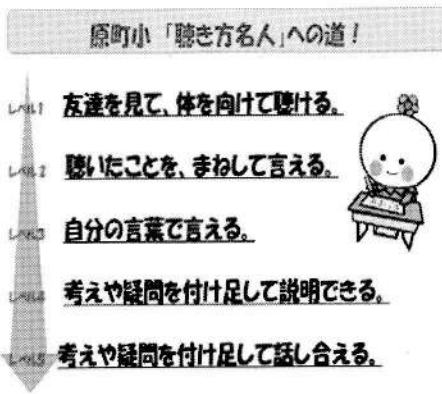 原町小「聴き方名人」への道!
レベル1 友達を見て、体を向けて聴ける。
レベル2 聴いたことを、まねして言える。
レベル3 自分の言葉で言える。
レベル4 考えや疑問を付け足して説明できる。
レベル5 考えや疑問を付け足して話し合える。